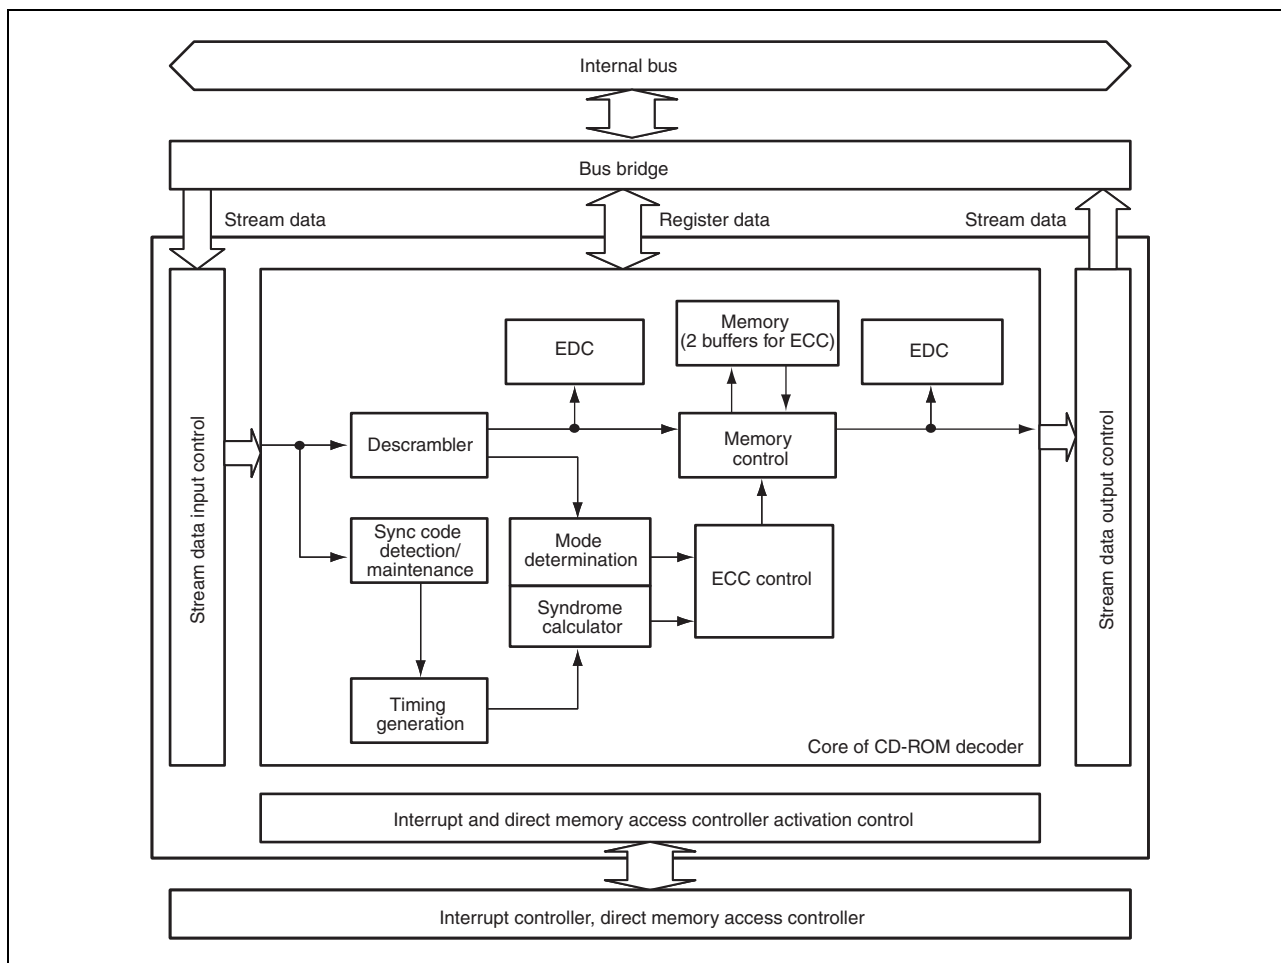 Internal bus
Bus bridge
Stream data
Register data
Stream data
Stream data input control
EDC
Memory
(2 buffers for ECC)
EDC
Descrambler
Memory
control
Sync code
detection/
maintenance
Mode
determination
Syndrome
calculator
ECC control
Timing
generation
Core of CD-ROM decoder
Stream data output control
Interrupt and direct memory access controller activation control
Interrupt controller, direct memory access controller